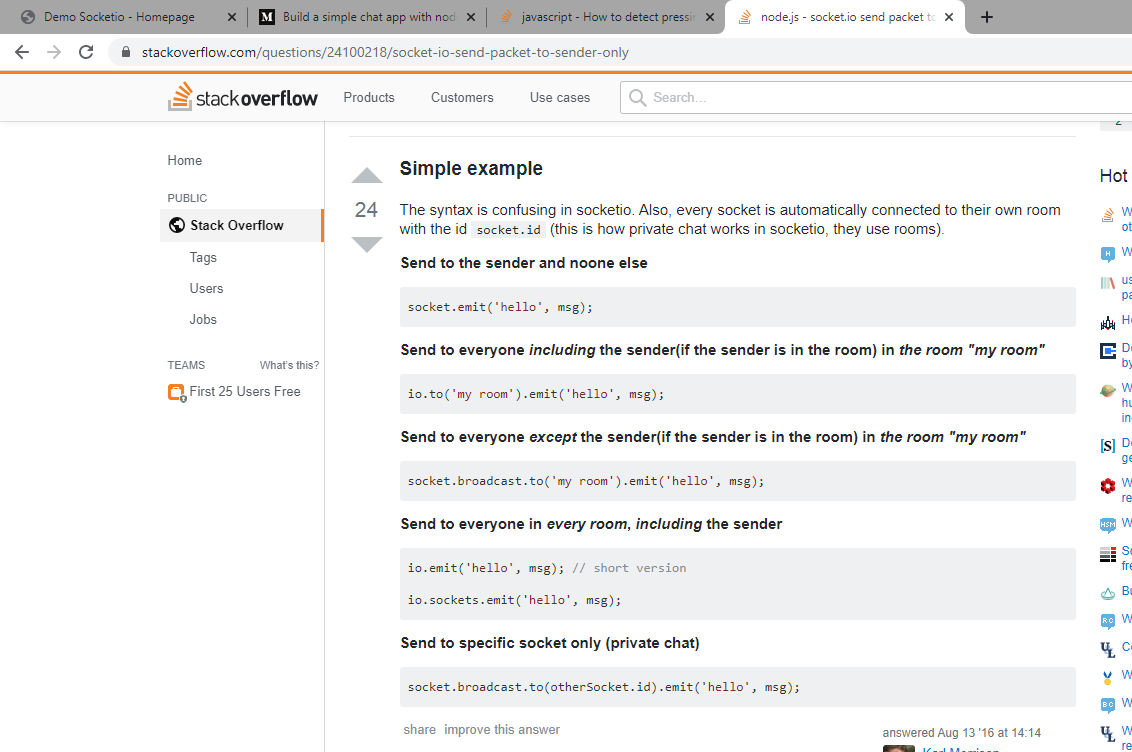 Demo Socketio - Homepage
Build a simple chat app with nod
javascript - How to detect pressi
node.js - socket.io send packet to
stackoverflow.com/questions/24100218/socket-io-send-packet-to-sender-only
stackoverflow
Products
Customers
Use cases
Search...
Home
PUBLIC
Stack Overflow
Tags
Users
Jobs
TEAMS
What's this?
First 25 Users Free
24
Simple example
The syntax is confusing in socketio. Also, every socket is automatically connected to their own room
with the id socket.id (this is how private chat works in socketio, they use rooms).
Send to the sender and noone else
socket.emit('hello', msg);
Send to everyone including the sender(if the sender is in the room) in the room "my room"
io.to('my room').emit('hello', msg);
Send to everyone except the sender(if the sender is in the room) in the room "my room"
socket.broadcast.to('my room').emit('hello', msg);
Send to everyone in every room, including the sender
io.emit('hello', msg); // short version
io.sockets.emit('hello', msg);
Send to specific socket only (private chat)
socket.broadcast.to(otherSocket.id).emit('hello', msg);
share improve this answer
answered Aug 13 '16 at 14:14
Hot